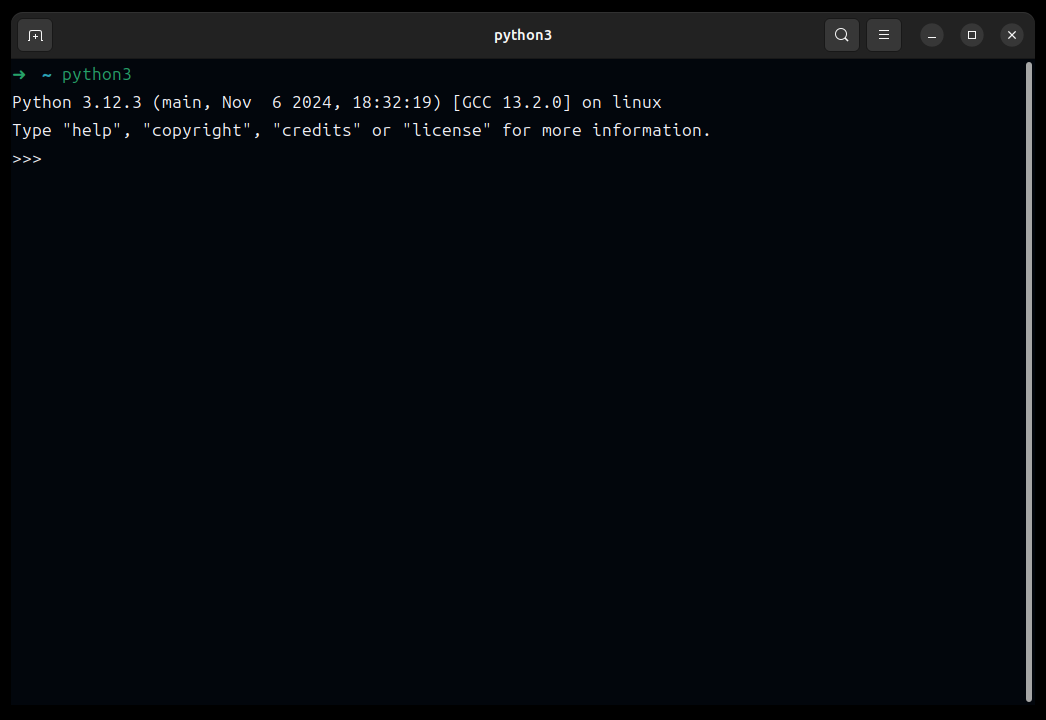 python3
➜  ~ python3
Python 3.12.3 (main, Nov  6 2024, 18:32:19) [GCC 13.2.0] on linux
Type "help", "copyright", "credits" or "license" for more information.
>>>